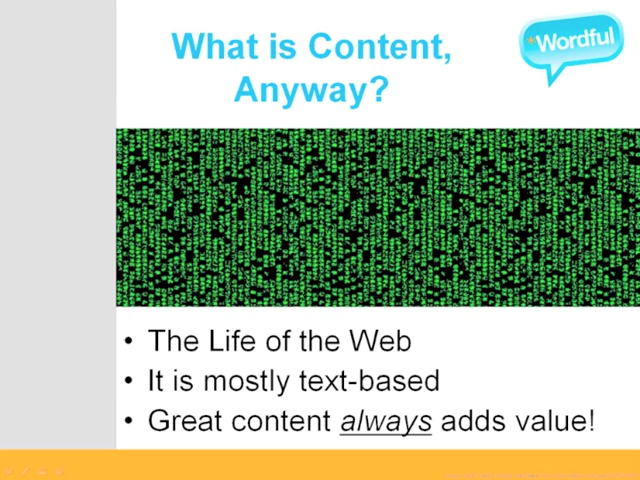 What is Content,
Anyway?
*Wordful
• The Life of the Web
• It is mostly text-based
• Great content always adds value!